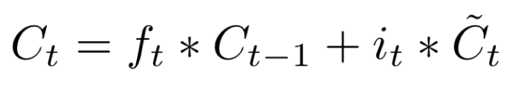 C_t = f_t * C_{t-1} + i_t * \tilde{C}_t